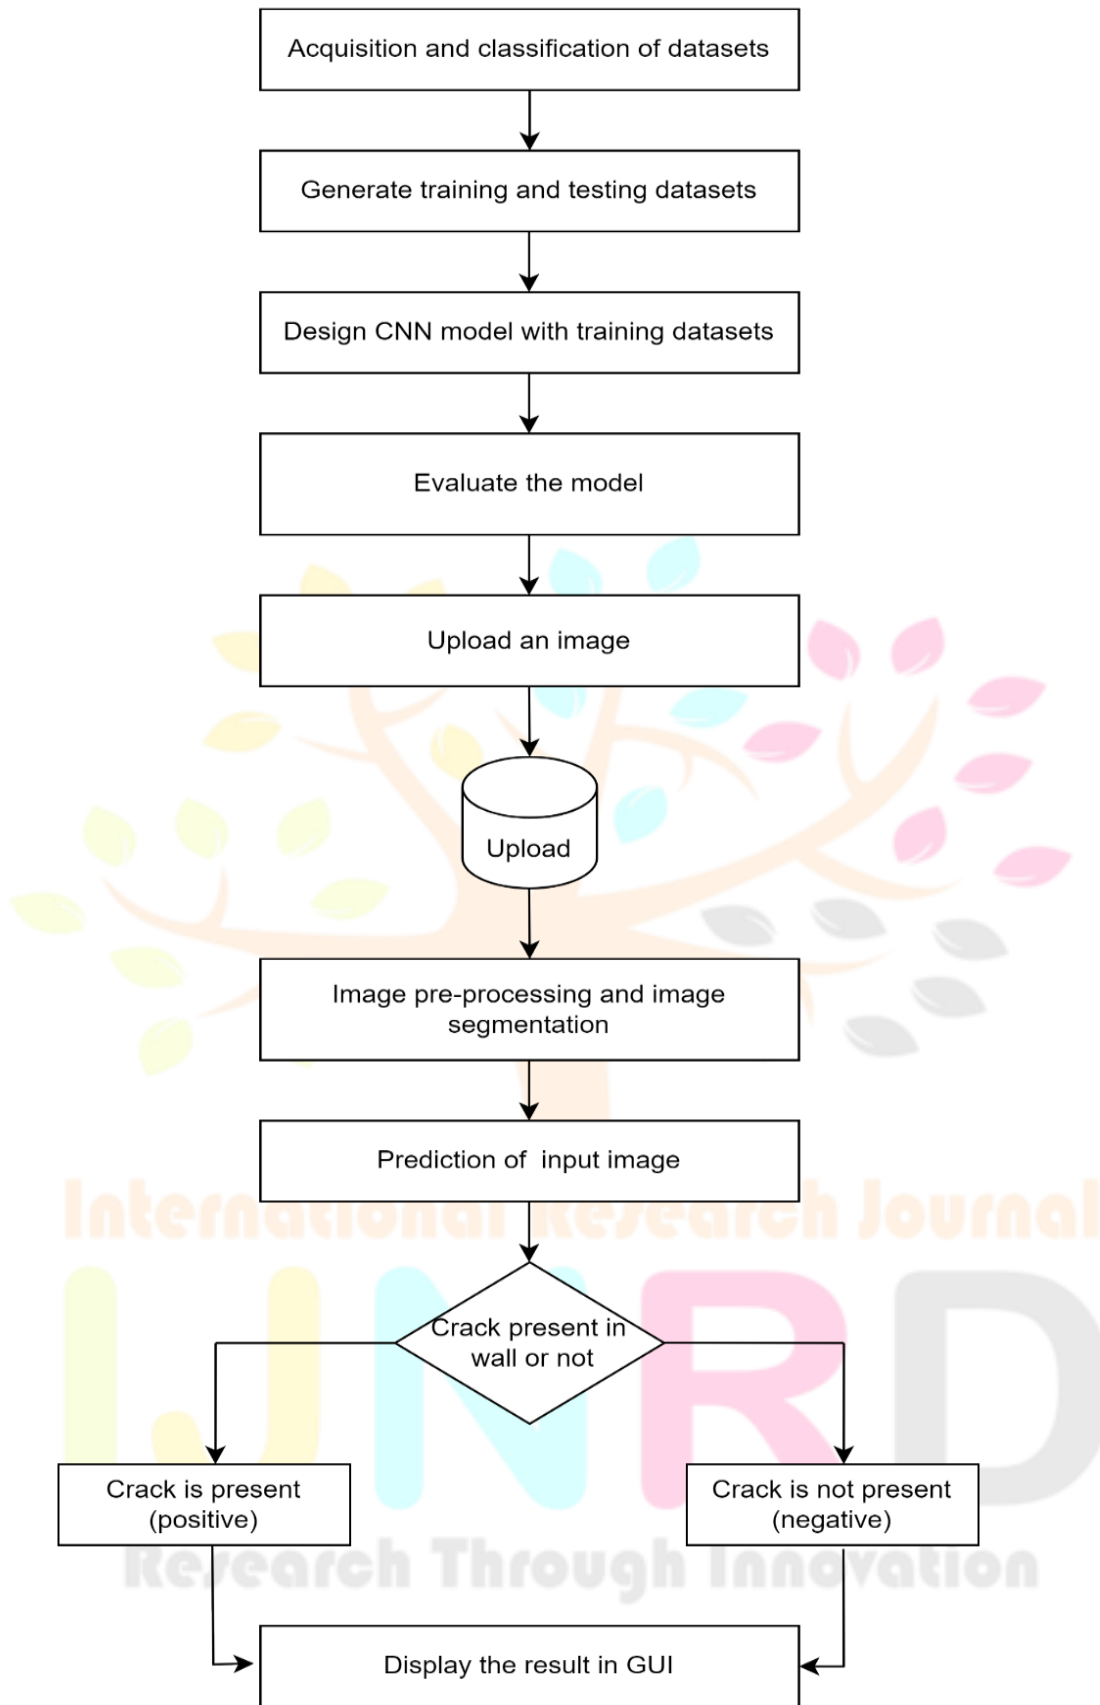 Acquisition and classification of datasets
Generate training and testing datasets
Design CNN model with training datasets
Evaluate the model
Upload an image
Upload
Image pre-processing and image
segmentation
Prediction of input image
International Research Journal
Crack present in
wall or not
IJNRD
Crack is present
(positive)
Crack is not present
(negative)
Research Through Innovation
Display the result in GUI